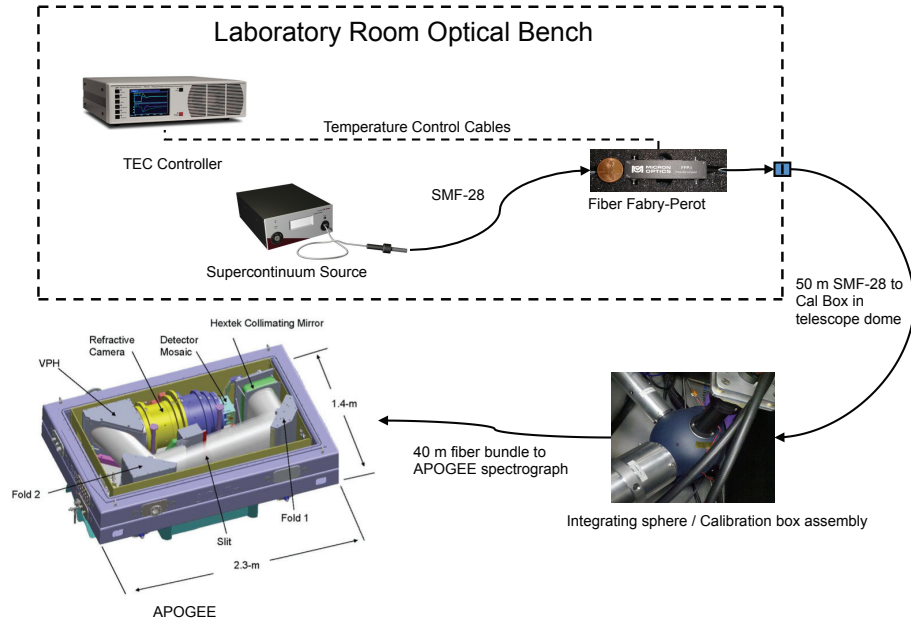 Laboratory Room Optical Bench
Temperature Control Cables
TEC Controller
SMF-28
MICRON
OPTICS
Fiber Fabry-Perot
Supercontinuum Source
50 m SMF-28 to
Cal Box in
telescope dome
Hextek Collimating Mirror
Refractive
Camera
Detector
Mosaic
VPH
1.4-m
40 m fiber bundle to
APOGEE spectrograph
Fold 2
Fold 1
Slit
2.3-m
Integrating sphere / Calibration box assembly
APOGEE